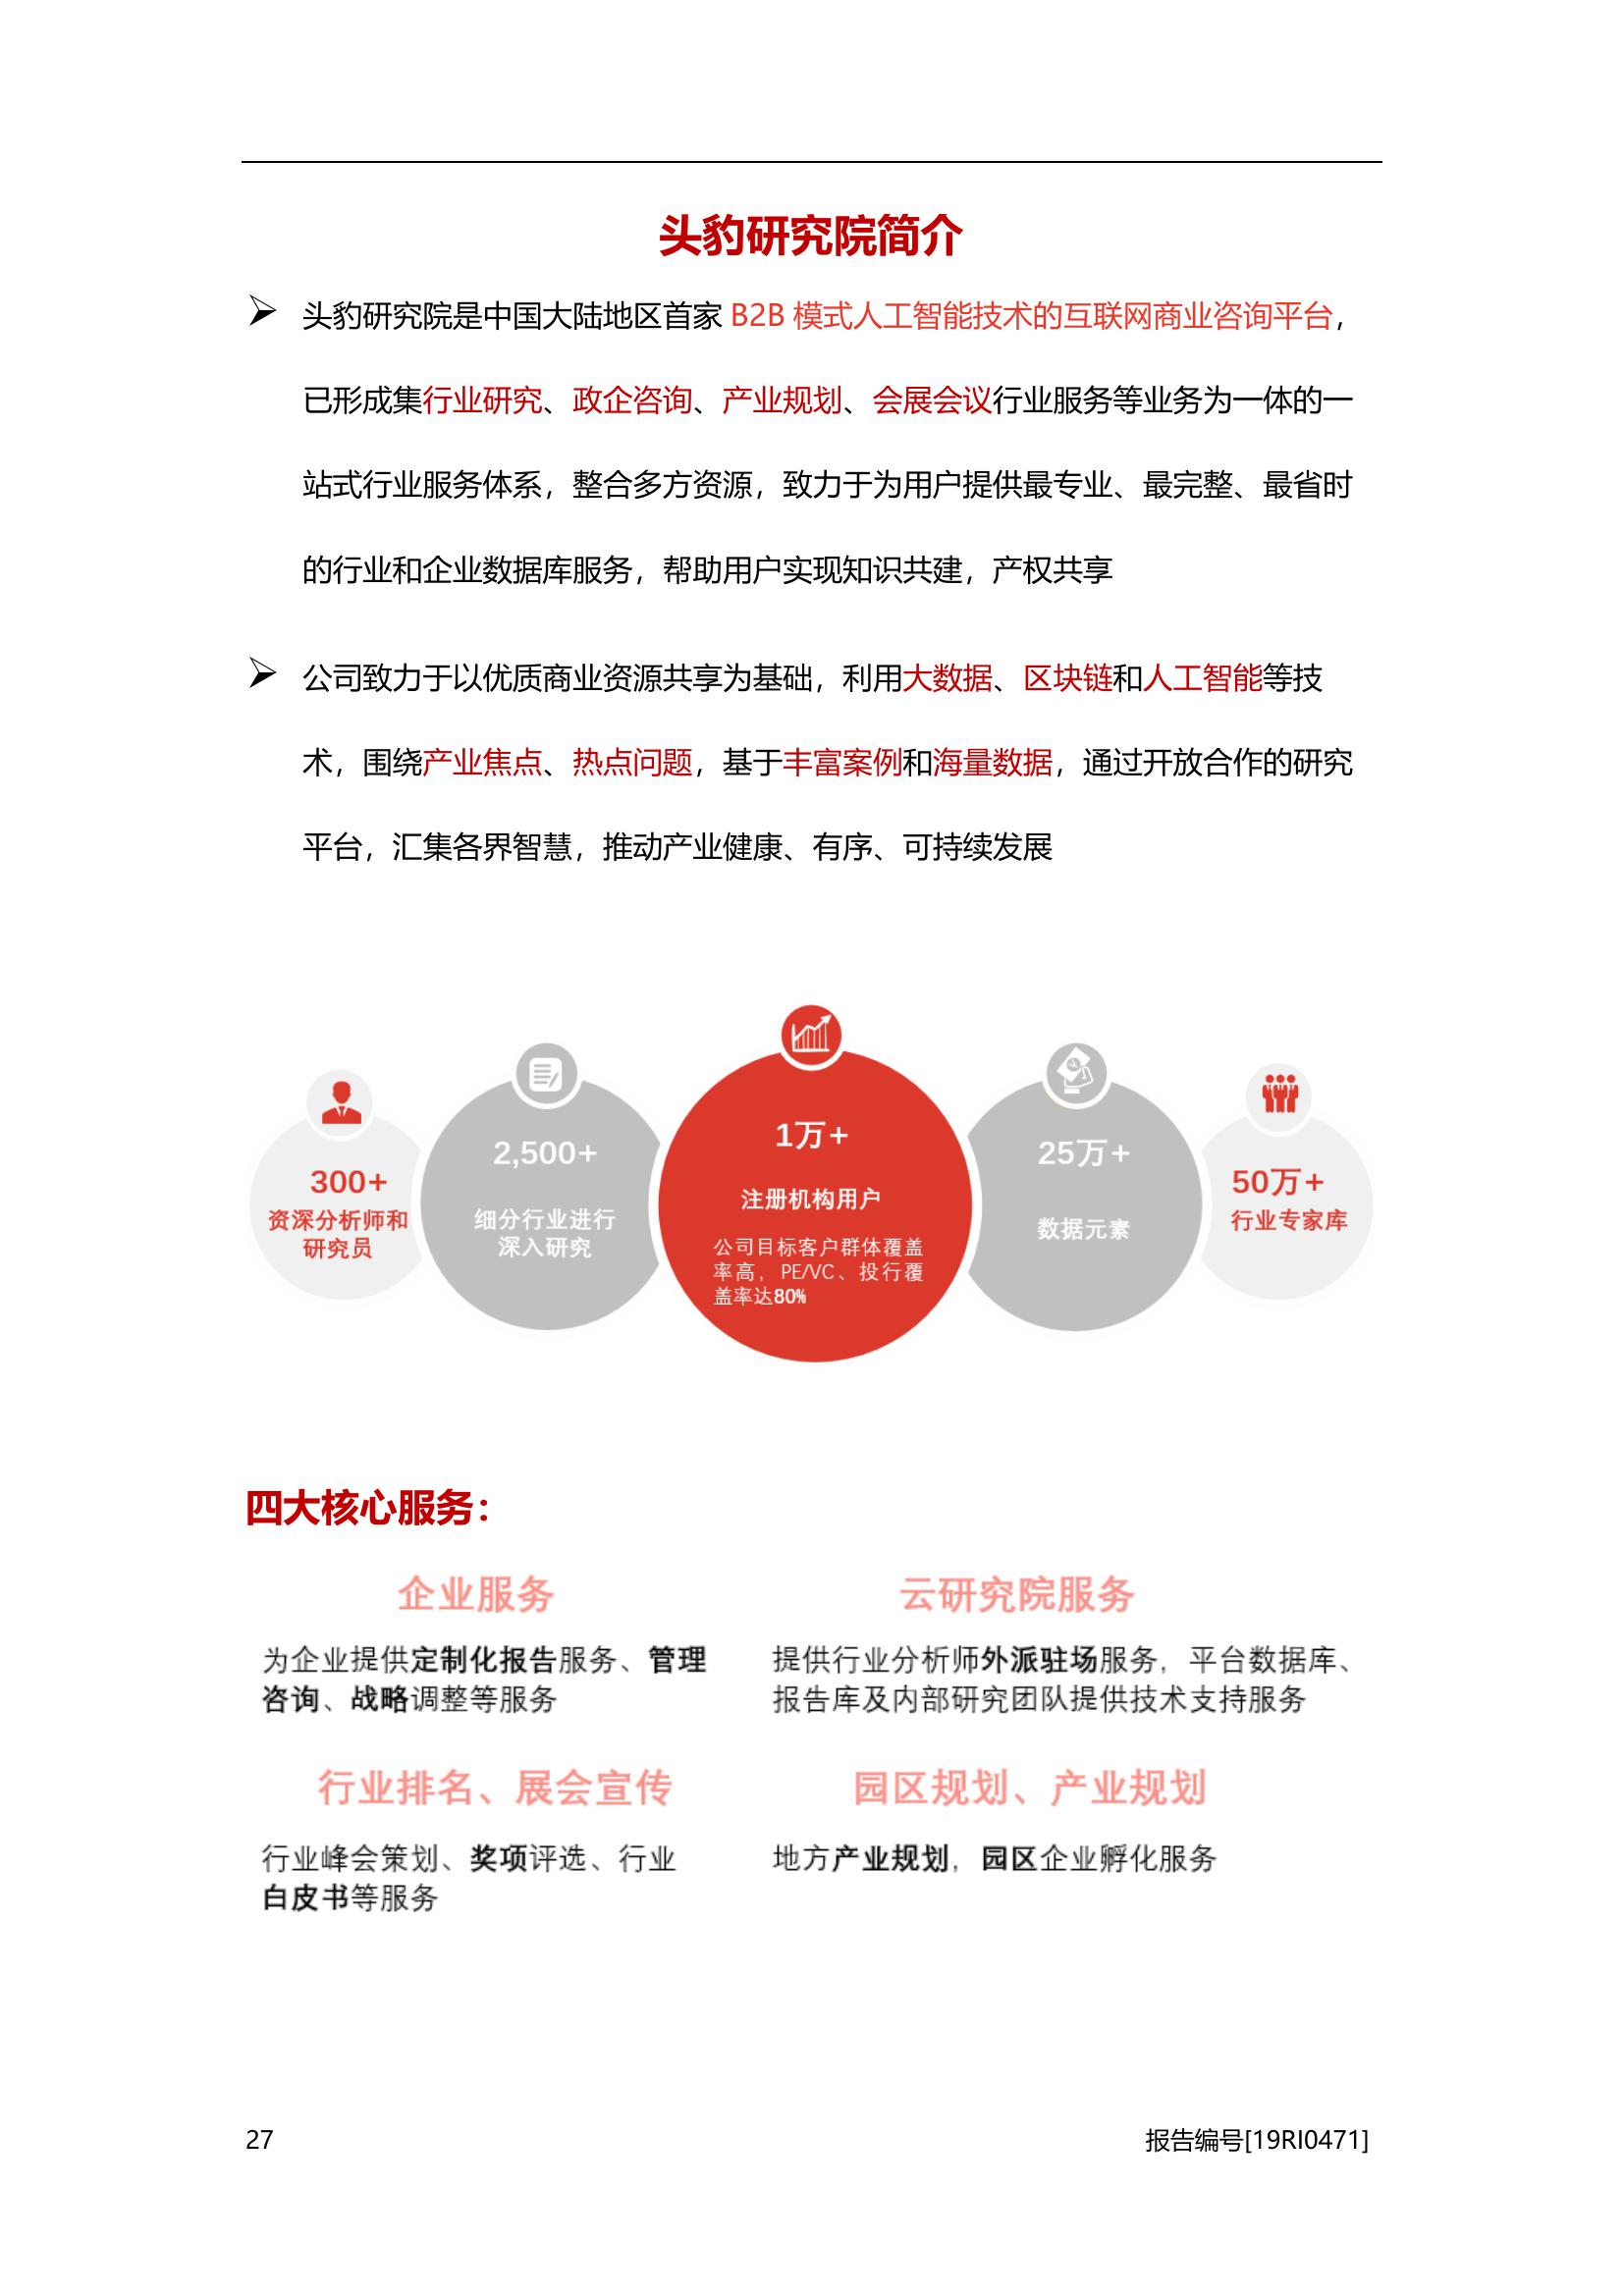 头豹研究院简介
头豹研究院是中国大陆地区首家 B2B 模式人工智能技术的互联网商业咨询平台，
已形成集行业研究、政企咨询、产业规划、会展会议行业服务等业务为一体的一
站式行业服务体系，整合多方资源，致力于为用户提供最专业、最完整、最省时
的行业和企业数据库服务，帮助用户实现知识共建，产权共享
公司致力于以优质商业资源共享为基础，利用大数据、区块链和人工智能等技
术，围绕产业焦点、热点问题，基于丰富案例和海量数据，通过开放合作的研究
平台，汇集各界智慧，推动产业健康、有序、可持续发展
300+
资深分析师和
研究员
2,500+
细分行业进行
深入研究
1万+
注册机构用户
公司目标客户群体覆盖
率高，PE/VC、投行覆
盖率达80%
25万+
数据元素
50万+
行业专家库
四大核心服务：
企业服务
为企业提供定制化报告服务、管理
咨询、战略调整等服务
云研究院服务
提供行业分析师外派驻场服务，平台数据库、
报告库及内部研究团队提供技术支持服务
行业排名、展会宣传
行业峰会策划、奖项评选、行业
白皮书等服务
园区规划、产业规划
地方产业规划，园区企业孵化服务
27
报告编号[19RI0471]